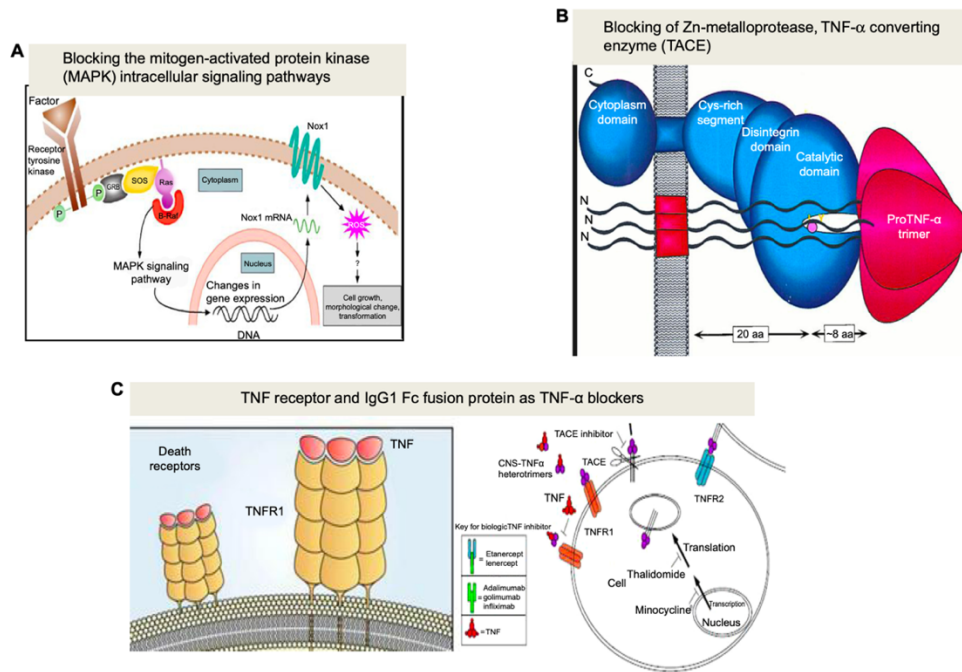 A
Blocking the mitogen-activated protein kinase
(MAPK) intracellular signaling pathways
Factor
Receptor
tyrosine
kinase
P
P
GRB
SOS
Ras
B-Raf
Cytoplasm
Nox1
Nox1 mRNA
ROS
?
MAPK signaling
pathway
Nucleus
Changes in
gene expression
DNA
Cell growth,
morphological change,
transformation
B
Blocking of Zn-metalloprotease, TNF-α converting
enzyme (TACE)
C
Cytoplasm
domain
Cys-rich
segment
Disintegrin
domain
Catalytic
domain
N
N
N
ProTNF-α
trimer
20 aa
~8 aa
C
TNF receptor and IgG1 Fc fusion protein as TNF-α blockers
Death
receptors
TNF
TNFR1
TACE inhibitor
CNS-TNFα
heterotrimers
TACE
TNF
TNFR1
TNFR2
Key for biologicTNF inhibitor
= Etanercept
lenercept
Adalimumab
= golimumab
infliximab
=TNF
Translation
Thalidomide
Cell
Minocycline
Transcription
Nucleus